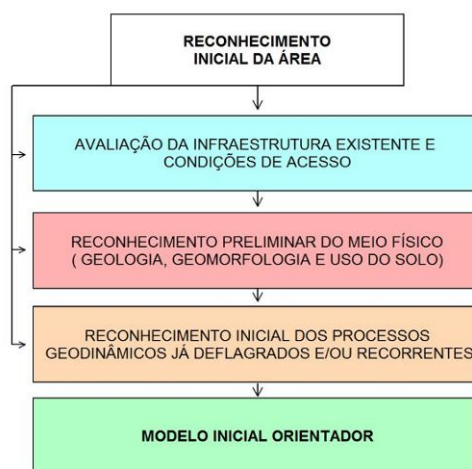 RECONHECIMENTO
INICIAL DA ÁREA
AVALIAÇÃO DA INFRAESTRUTURA EXISTENTE E
CONDIÇÕES DE ACESSO
RECONHECIMENTO PRELIMINAR DO MEIO FÍSICO
( GEOLOGIA, GEOMORFOLOGIA E USO DO SOLO)
RECONHECIMENTO INICIAL DOS PROCESSOS
GEODINÂMICOS JÁ DEFLAGRADOS E/OU RECORRENTES
MODELO INICIAL ORIENTADOR